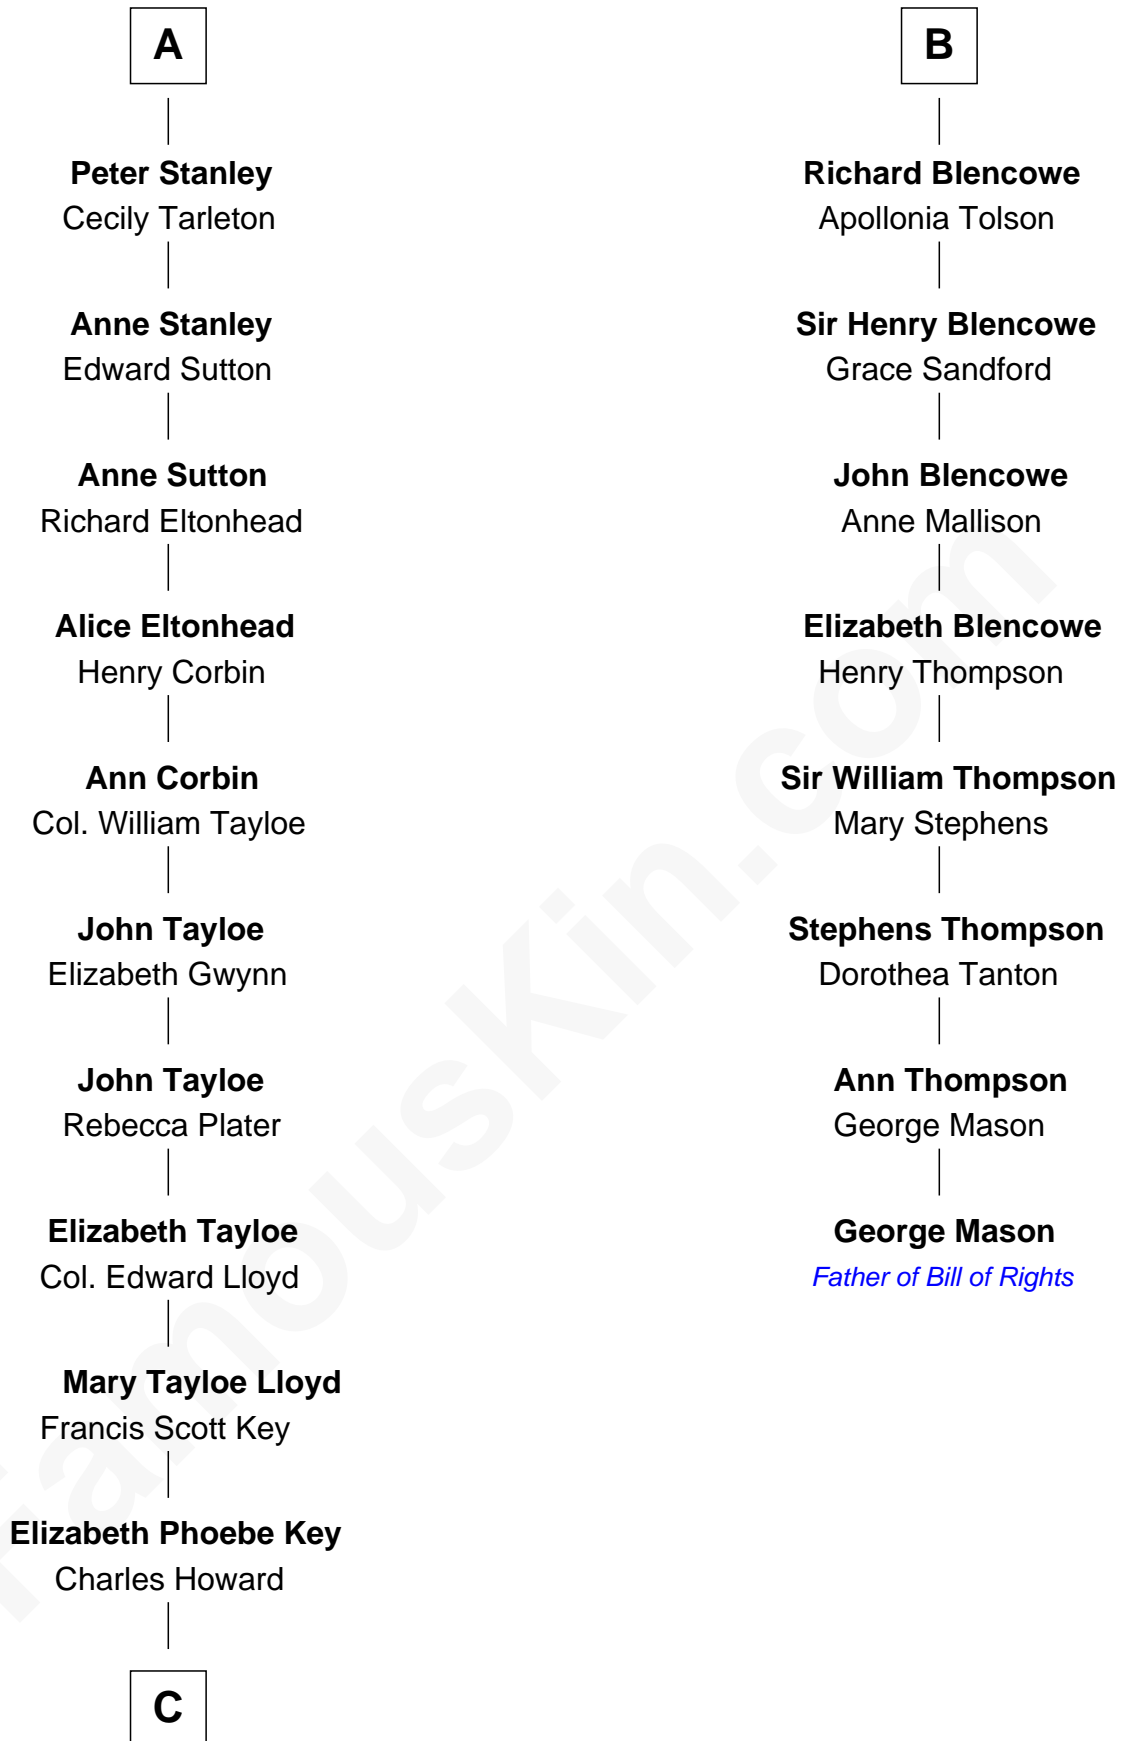 A
Peter Stanley
Cecily Tarleton
Anne Stanley
Edward Sutton
Anne Sutton
Richard Eltonhead
Alice Eltonhead
Henry Corbin
Ann Corbin
Col. William Tayloe
John Tayloe
Elizabeth Gwynn
John Tayloe
Rebecca Plater
Elizabeth Tayloe
Col. Edward Lloyd
Mary Tayloe Lloyd
Francis Scott Key
Elizabeth Phoebe Key
Charles Howard
C
B
Richard Blencowe
Apollonia Tolson
Sir Henry Blencowe
Grace Sandford
John Blencowe
Anne Mallison
Elizabeth Blencowe
Henry Thompson
Sir William Thompson
Mary Stephens
Stephens Thompson
Dorothea Tanton
Ann Thompson
George Mason
George Mason
Father of Bill of Rights
FamousKin.com